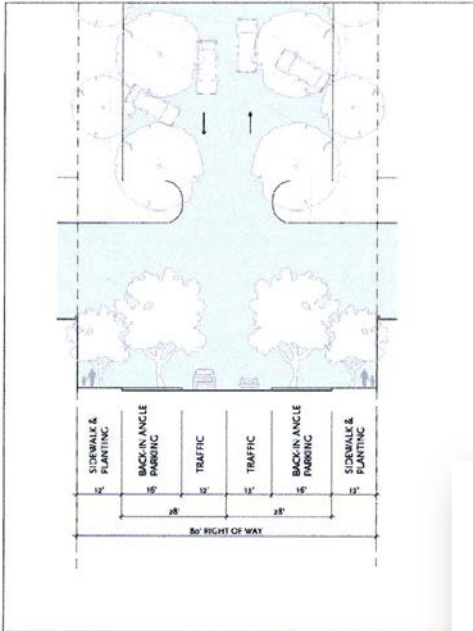 SIDEWALK &
PLANTING
BACK-IN ANGLE
PARKING
TRAFFIC
TRAFFIC
BACK-IN ANGLE
PARKING
SIDEWALK &
PLANTING
12'
16'
12'
12'
16'
12'
28'
28'
80' RIGHT OF WAY